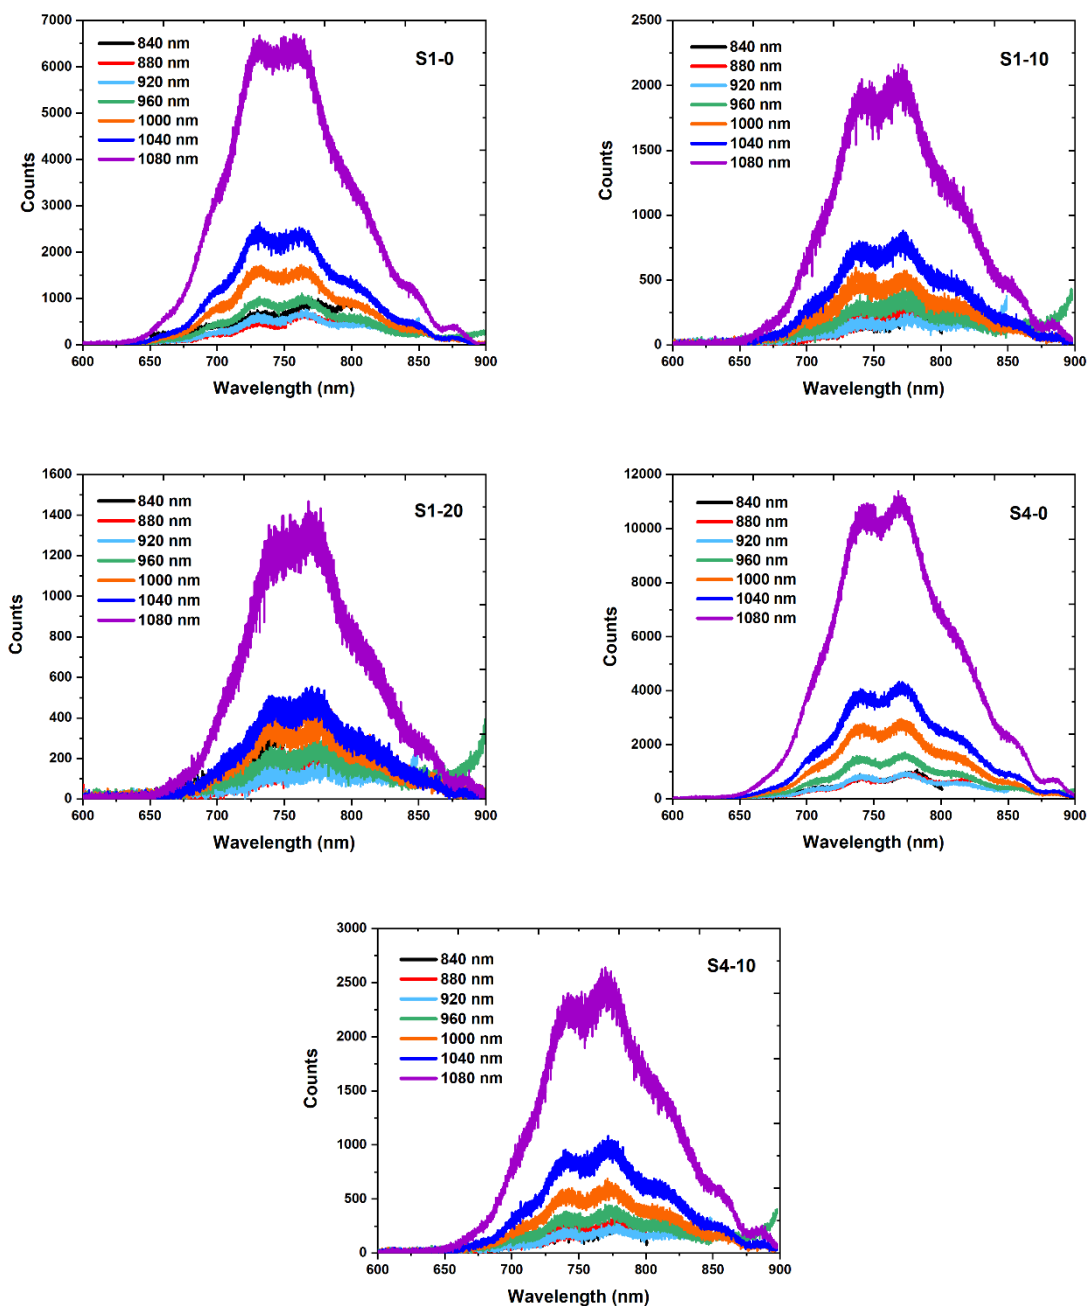 S1-0
840 nm
880 nm
920 nm
960 nm
1000 nm
1040 nm
1080 nm
Counts
7000
6000
5000
4000
3000
2000
1000
0
600 650 700 750 800 850 900
Wavelength (nm)
S1-10
840 nm
880 nm
920 nm
960 nm
1000 nm
1040 nm
1080 nm
Counts
2500
2000
1500
1000
500
0
600 650 700 750 800 850 900
Wavelength (nm)
S1-20
840 nm
880 nm
920 nm
960 nm
1000 nm
1040 nm
1080 nm
Counts
1600
1400
1200
1000
800
600
400
200
0
600 650 700 750 800 850 900
Wavelength (nm)
S4-0
840 nm
880 nm
920 nm
960 nm
1000 nm
1040 nm
1080 nm
Counts
12000
10000
8000
6000
4000
2000
0
600 650 700 750 800 850 900
Wavelength (nm)
S4-10
840 nm
880 nm
920 nm
960 nm
1000 nm
1040 nm
1080 nm
Counts
3000
2500
2000
1500
1000
500
0
600 650 700 750 800 850 900
Wavelength (nm)